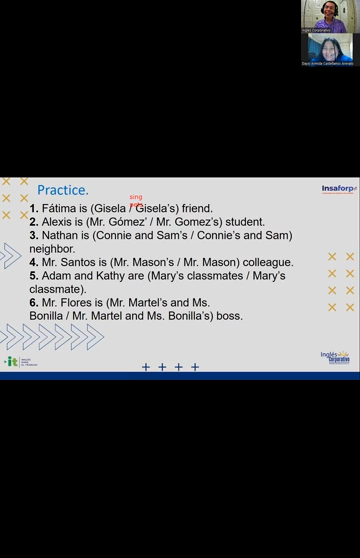 Inglés Corporativo
Practice.
Insaforp
sing
1. Fátima is (Gisela / Gisela's) friend.
2. Alexis is (Mr. Gómez' / Mr. Gomez's) student.
3. Nathan is (Connie and Sam's / Connie's and Sam)
neighbor.
4. Mr. Santos is (Mr. Mason's / Mr. Mason) colleague.
5. Adam and Kathy are (Mary's classmates / Mary's
classmate).
6. Mr. Flores is (Mr. Martel's and Ms.
Bonilla / Mr. Martel and Ms. Bonilla's) boss.
it
Inglés
Corporativo